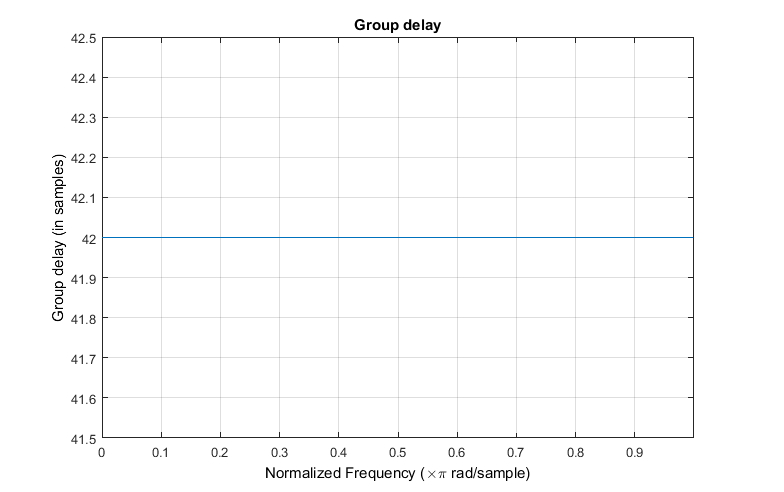 Group delay
42.5
42.4
42.3
42.2
42.1
42
41.9
41.8
41.7
41.6
41.5
Group delay (in samples)
0 0.1 0.2 0.3 0.4 0.5 0.6 0.7 0.8 0.9
Normalized Frequency (×π rad/sample)